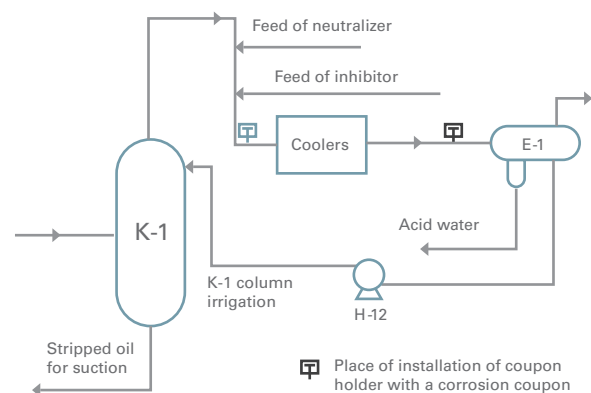 Feed of neutralizer
Feed of inhibitor
Coolers
E-1
K-1
Acid water
K-1 column
irrigation
H-12
Stripped oil
for suction
Place of installation of coupon
holder with a corrosion coupon